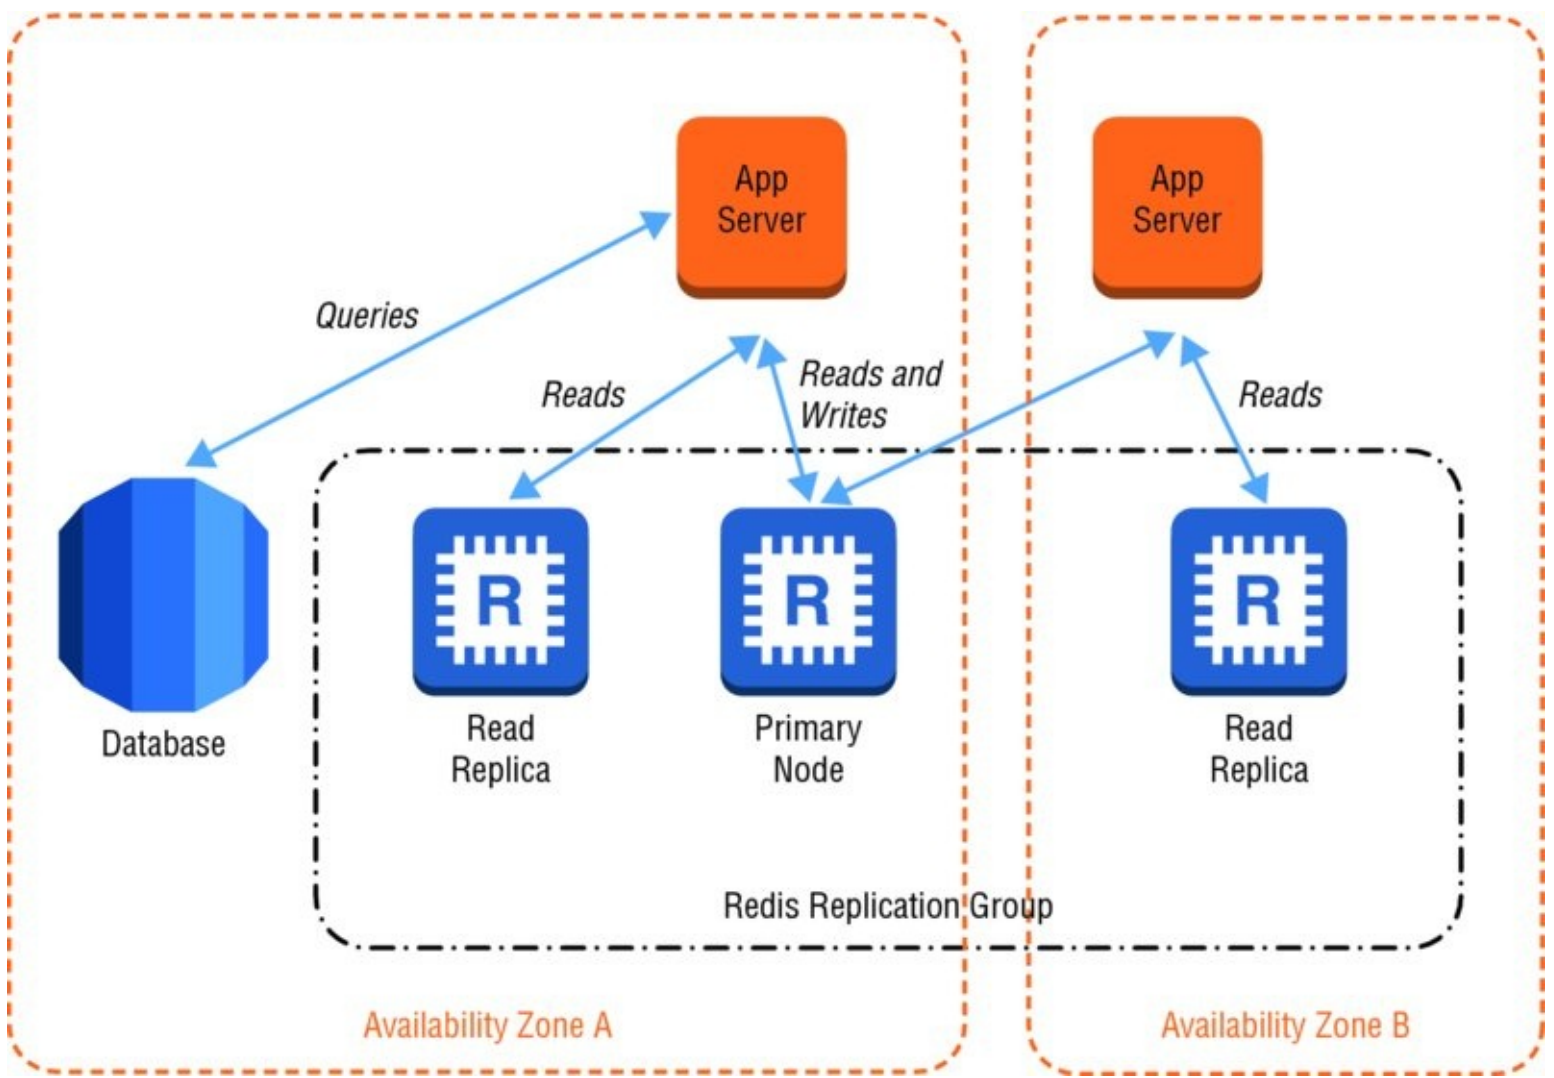 App
Server
App
Server
Queries
Reads
Reads and
Writes
Reads
R
R
R
Database
Read
Replica
Primary
Node
Read
Replica
Redis Replication Group
Availability Zone A
Availability Zone B